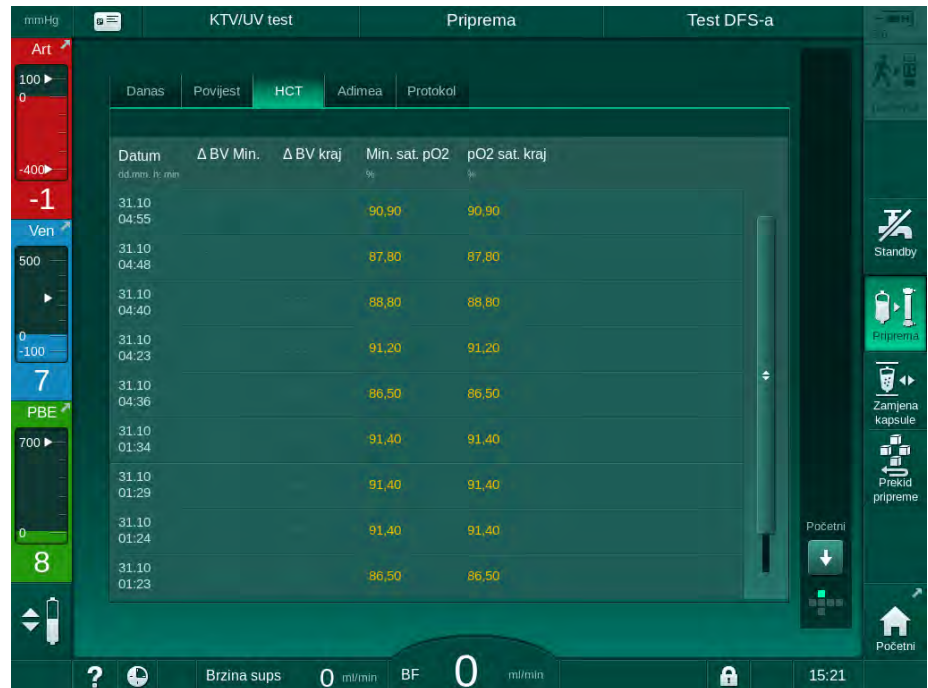 mmHg
KTV/UV test
Priprema
Test DFS-a
Art
100
0
-400
-1
Ven
500
0
-100
7
PBE
700
0
8
Danas
Povijest
HCT
Adimea
Protokol
Datum Δ BV Min. Δ BV kraj Min. sat. pO2 pO2 sat. kraj
dd.mm. h: min % %
31.10
04:55
90,90 90,90
31.10
04:48
87,80 87,80
31.10
04:40
88,80 88,80
31.10
04:23
91,20 91,20
31.10
04:36
86,50 86,50
31.10
01:34
91,40 91,40
31.10
01:29
91,40 91,40
31.10
01:24
91,40 91,40
31.10
01:23
86,50 86,50
Početni
Standby
Priprema
Zamjena
kapsule
Prekid
pripreme
Početni
? Brzina sups 0 ml/min BF 0 ml/min 15:21